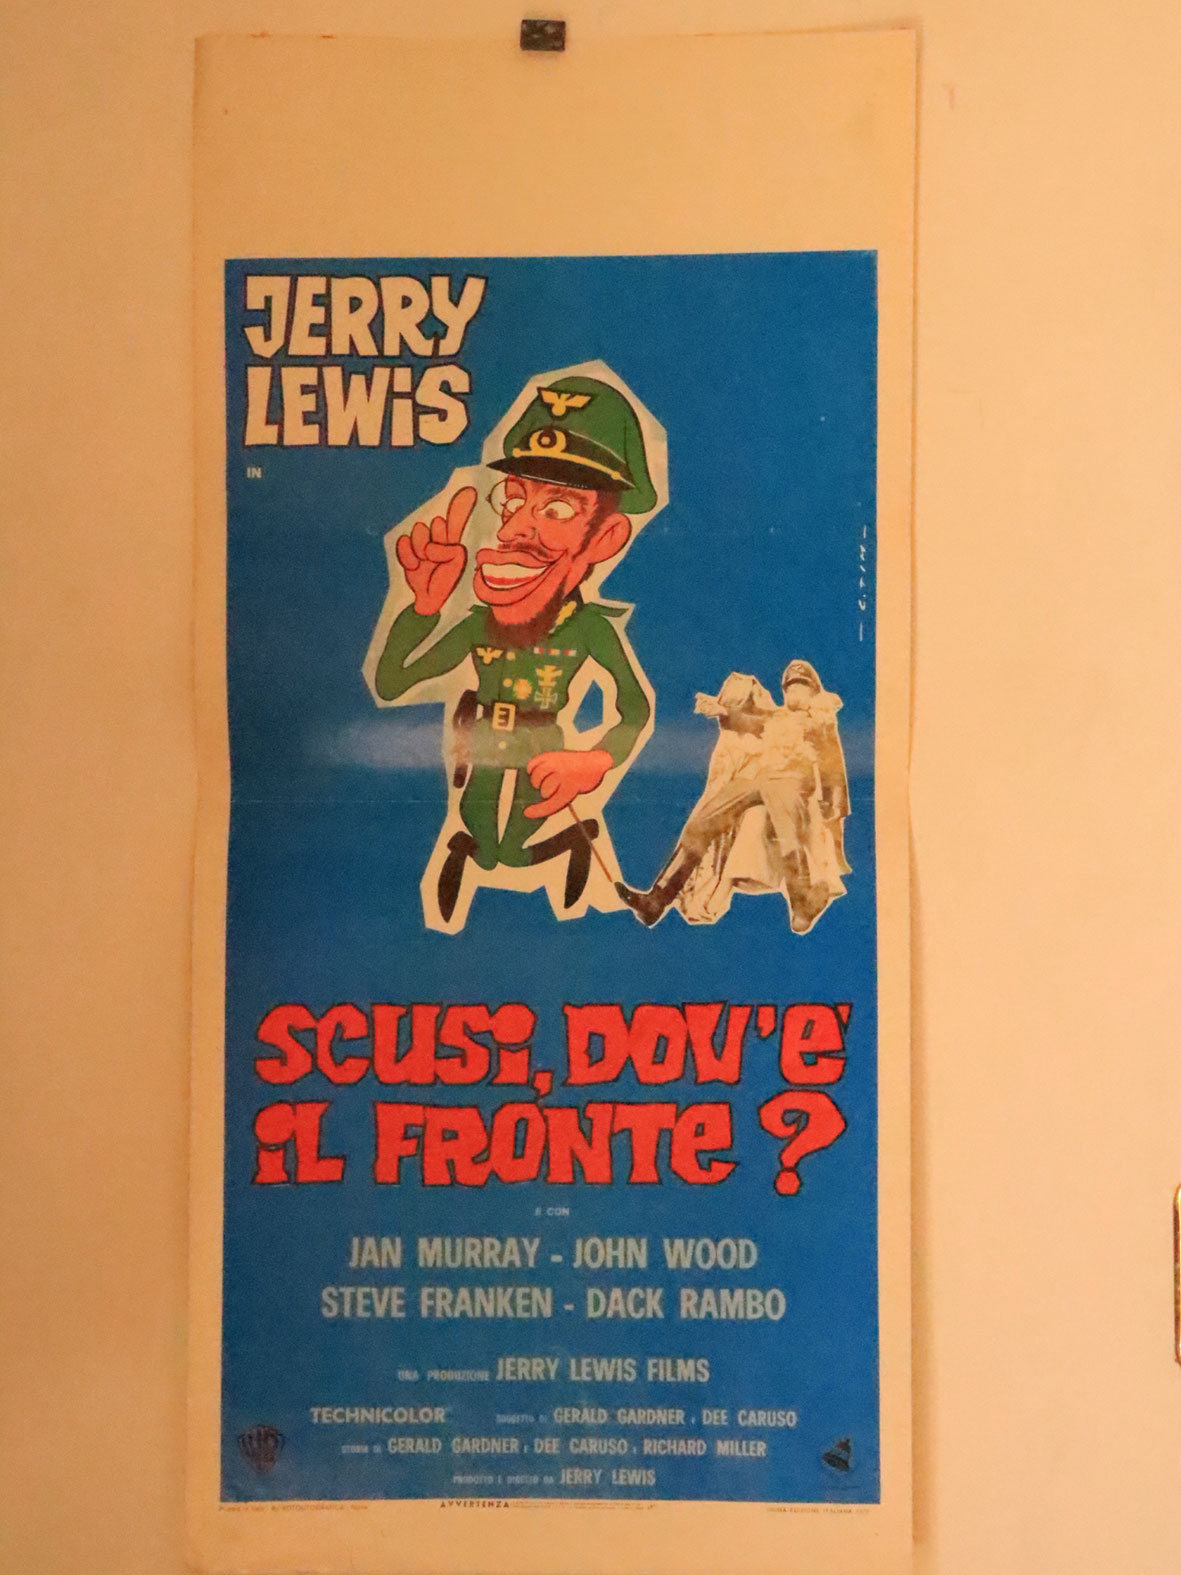 JERRY
LEWIS
IN
SCUSI, DOV'E'
IL FRONTE?
E CON
JAN MURRAY - JOHN WOOD
STEVE FRANKEN - DACK RAMBO
UNA PRODUZIONE JERRY LEWIS FILMS
TECHNICOLOR
SOGGETTO DI GERALD GARDNER E DEE CARUSO
STORIA DI GERALD GARDNER E DEE CARUSO E RICHARD MILLER
PRODOTTO E DIRETTO DA JERRY LEWIS
AVVERTENZA